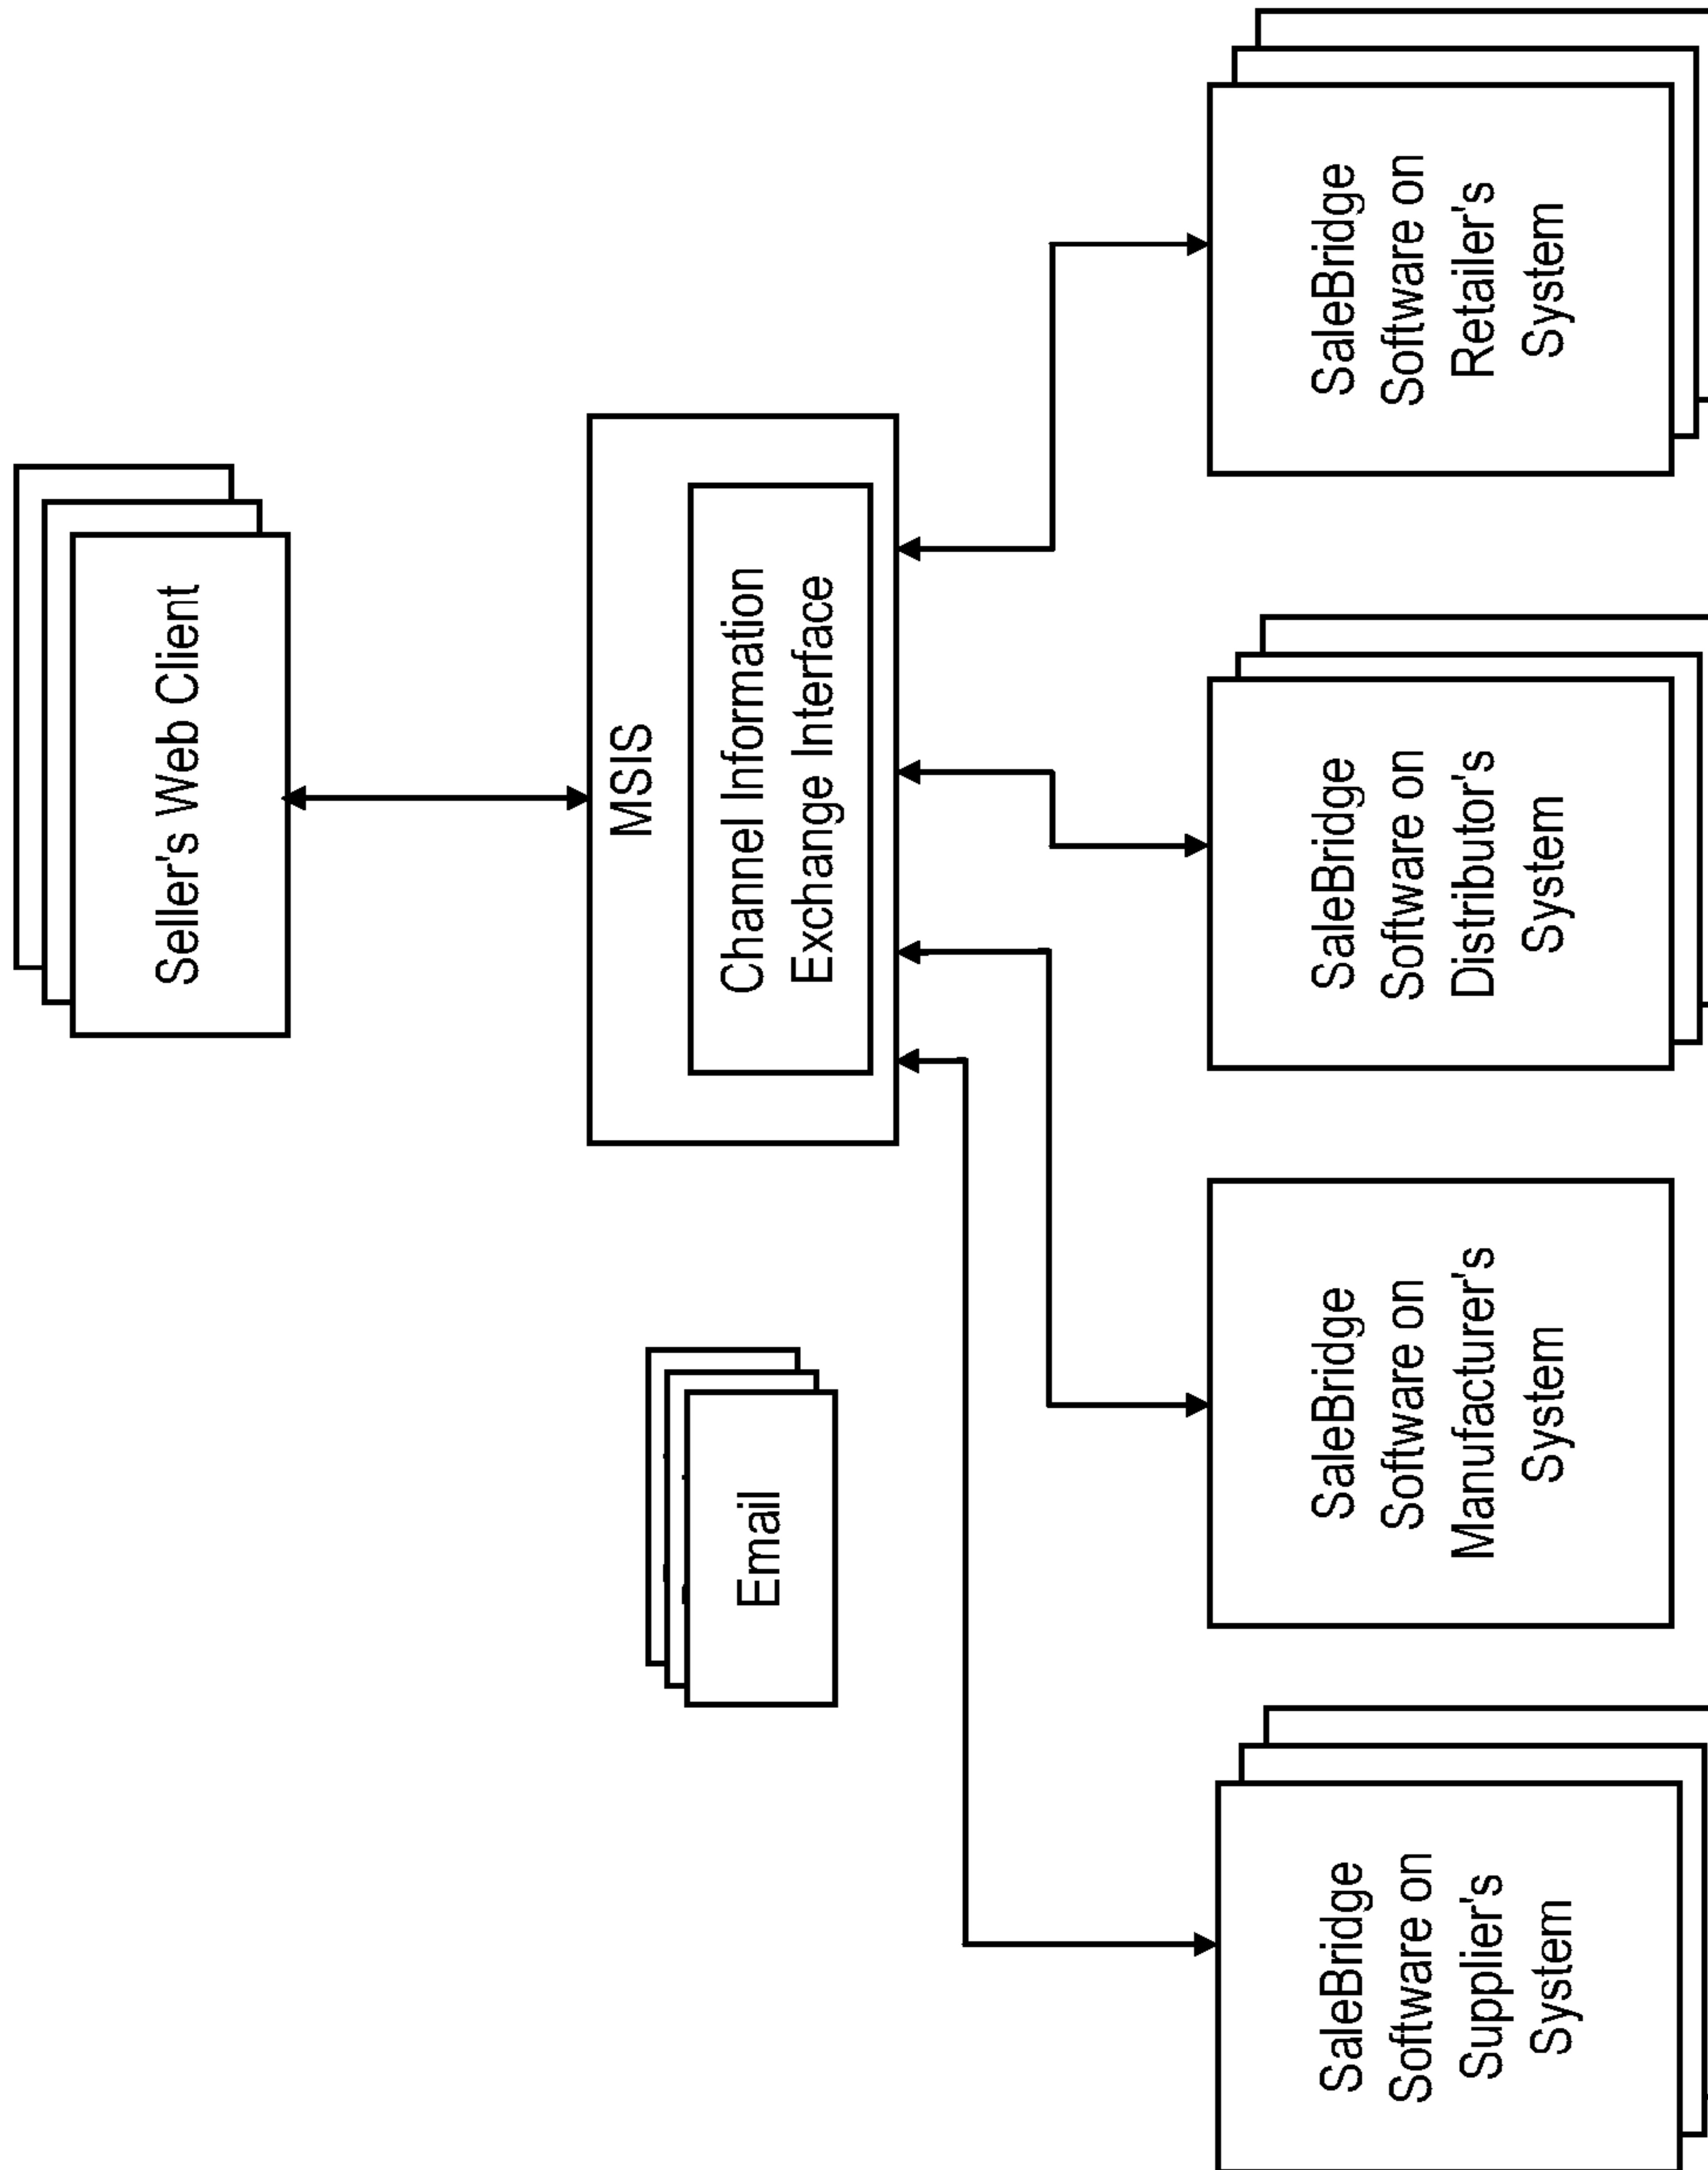 Seller's Web Client
MSIS
Channel Information
Exchange Interface
Email
SaleBridge
Software on
Supplier's
System
SaleBridge
Software on
Manufacturer's
System
SaleBridge
Software on
Distributor's
System
SaleBridge
Software on
Retailer's
System